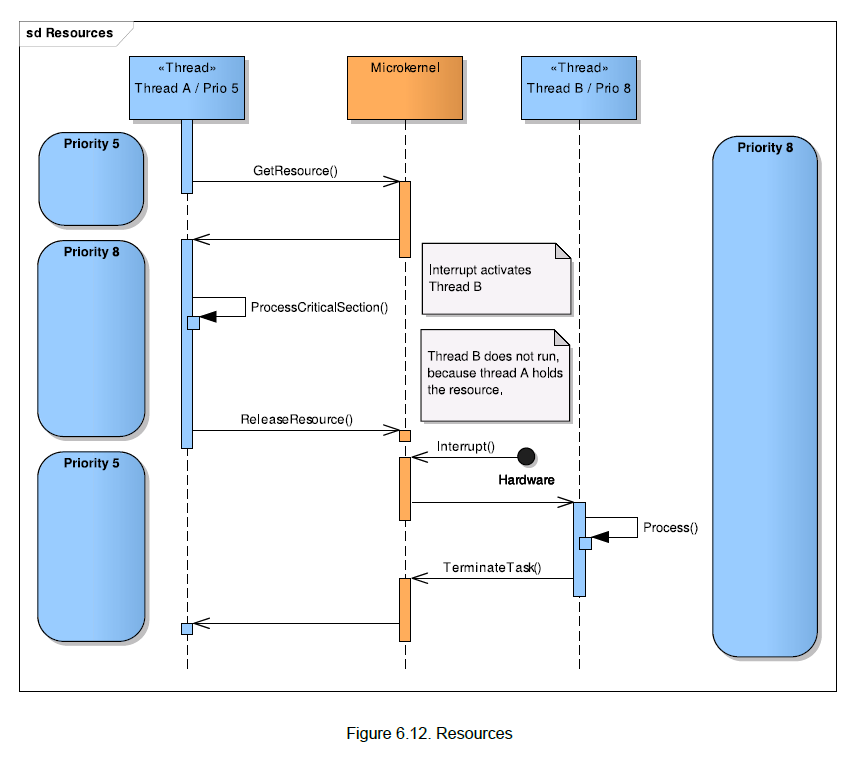 sd Resources
«Thread»
Thread A / Prio 5
Microkernel
«Thread»
Thread B / Prio 8
Priority 5
Priority 8
GetResource()
Priority 8
Interrupt activates
Thread B
ProcessCriticalSection()
Thread B does not run,
because thread A holds
the resource.
ReleaseResource()
Interrupt()
Priority 5
Hardware
Process()
TerminateTask()
Figure 6.12. Resources